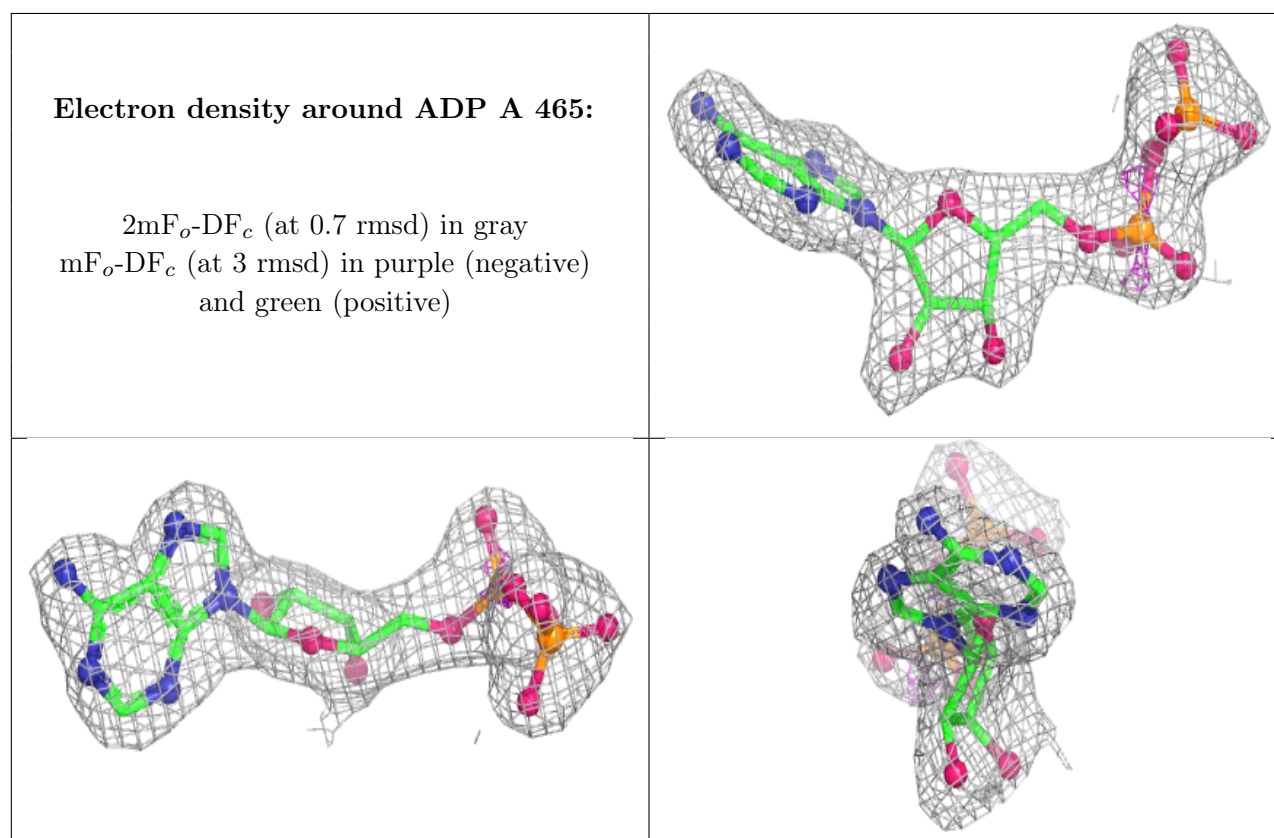 Electron density around ADP A 465:
2mFo-DFc (at 0.7 rmsd) in gray
mFo-DFc (at 3 rmsd) in purple (negative)
and green (positive)